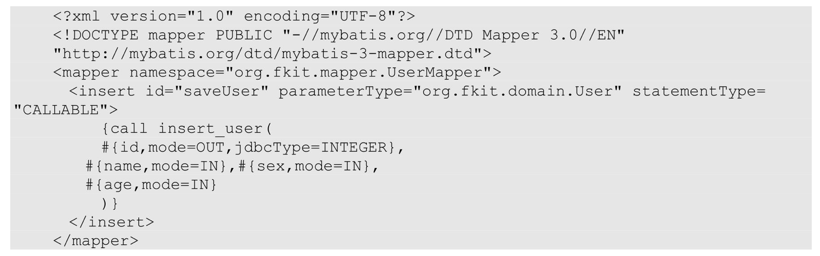 <?xml version="1.0" encoding="UTF-8"?>
<!DOCTYPE mapper PUBLIC "-//mybatis.org//DTD Mapper 3.0//EN"
"http://mybatis.org/dtd/mybatis-3-mapper.dtd">
<mapper namespace="org.fkit.mapper.UserMapper">
<insert id="saveUser" parameterType="org.fkit.domain.User" statementType=
"CALLABLE">
{call insert_user(
#{id,mode=OUT,jdbcType=INTEGER},
#{name,mode=IN},#{sex,mode=IN},
#{age,mode=IN}
)}
</insert>
</mapper>